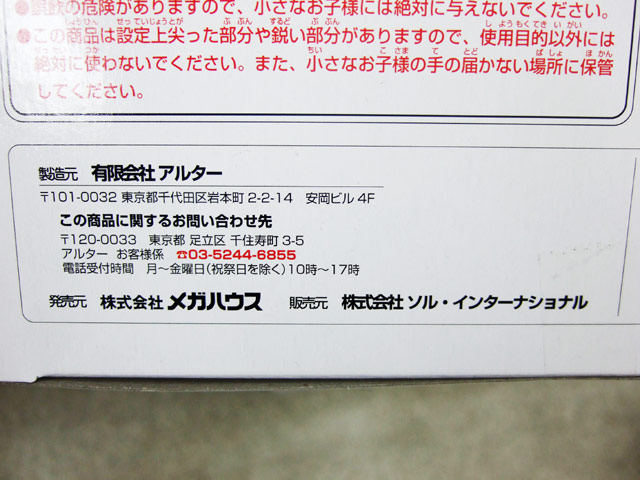 ●誤飲の危険がありますので、小さなお子様には絶対に与えないでください。
●この商品は設定上尖った部分や鋭い部分がありますので、使用目的以外には
絶対に使わないでください。また、小さなお子様の手の届かない場所に保管
してください。
製造元 有限会社 アルター
〒101-0032 東京都千代田区岩本町2-2-14 安岡ビル 4F
この商品に関するお問い合わせ先
〒120-0033 東京都 足立区 千住寿町 3-5
アルター お客様係 ☎03-5244-6855
電話受付時間 月〜金曜日(祝祭日を除く)10時〜17時
発売元 株式会社 メガハウス 販売元 株式会社 ソル・インターナショナル